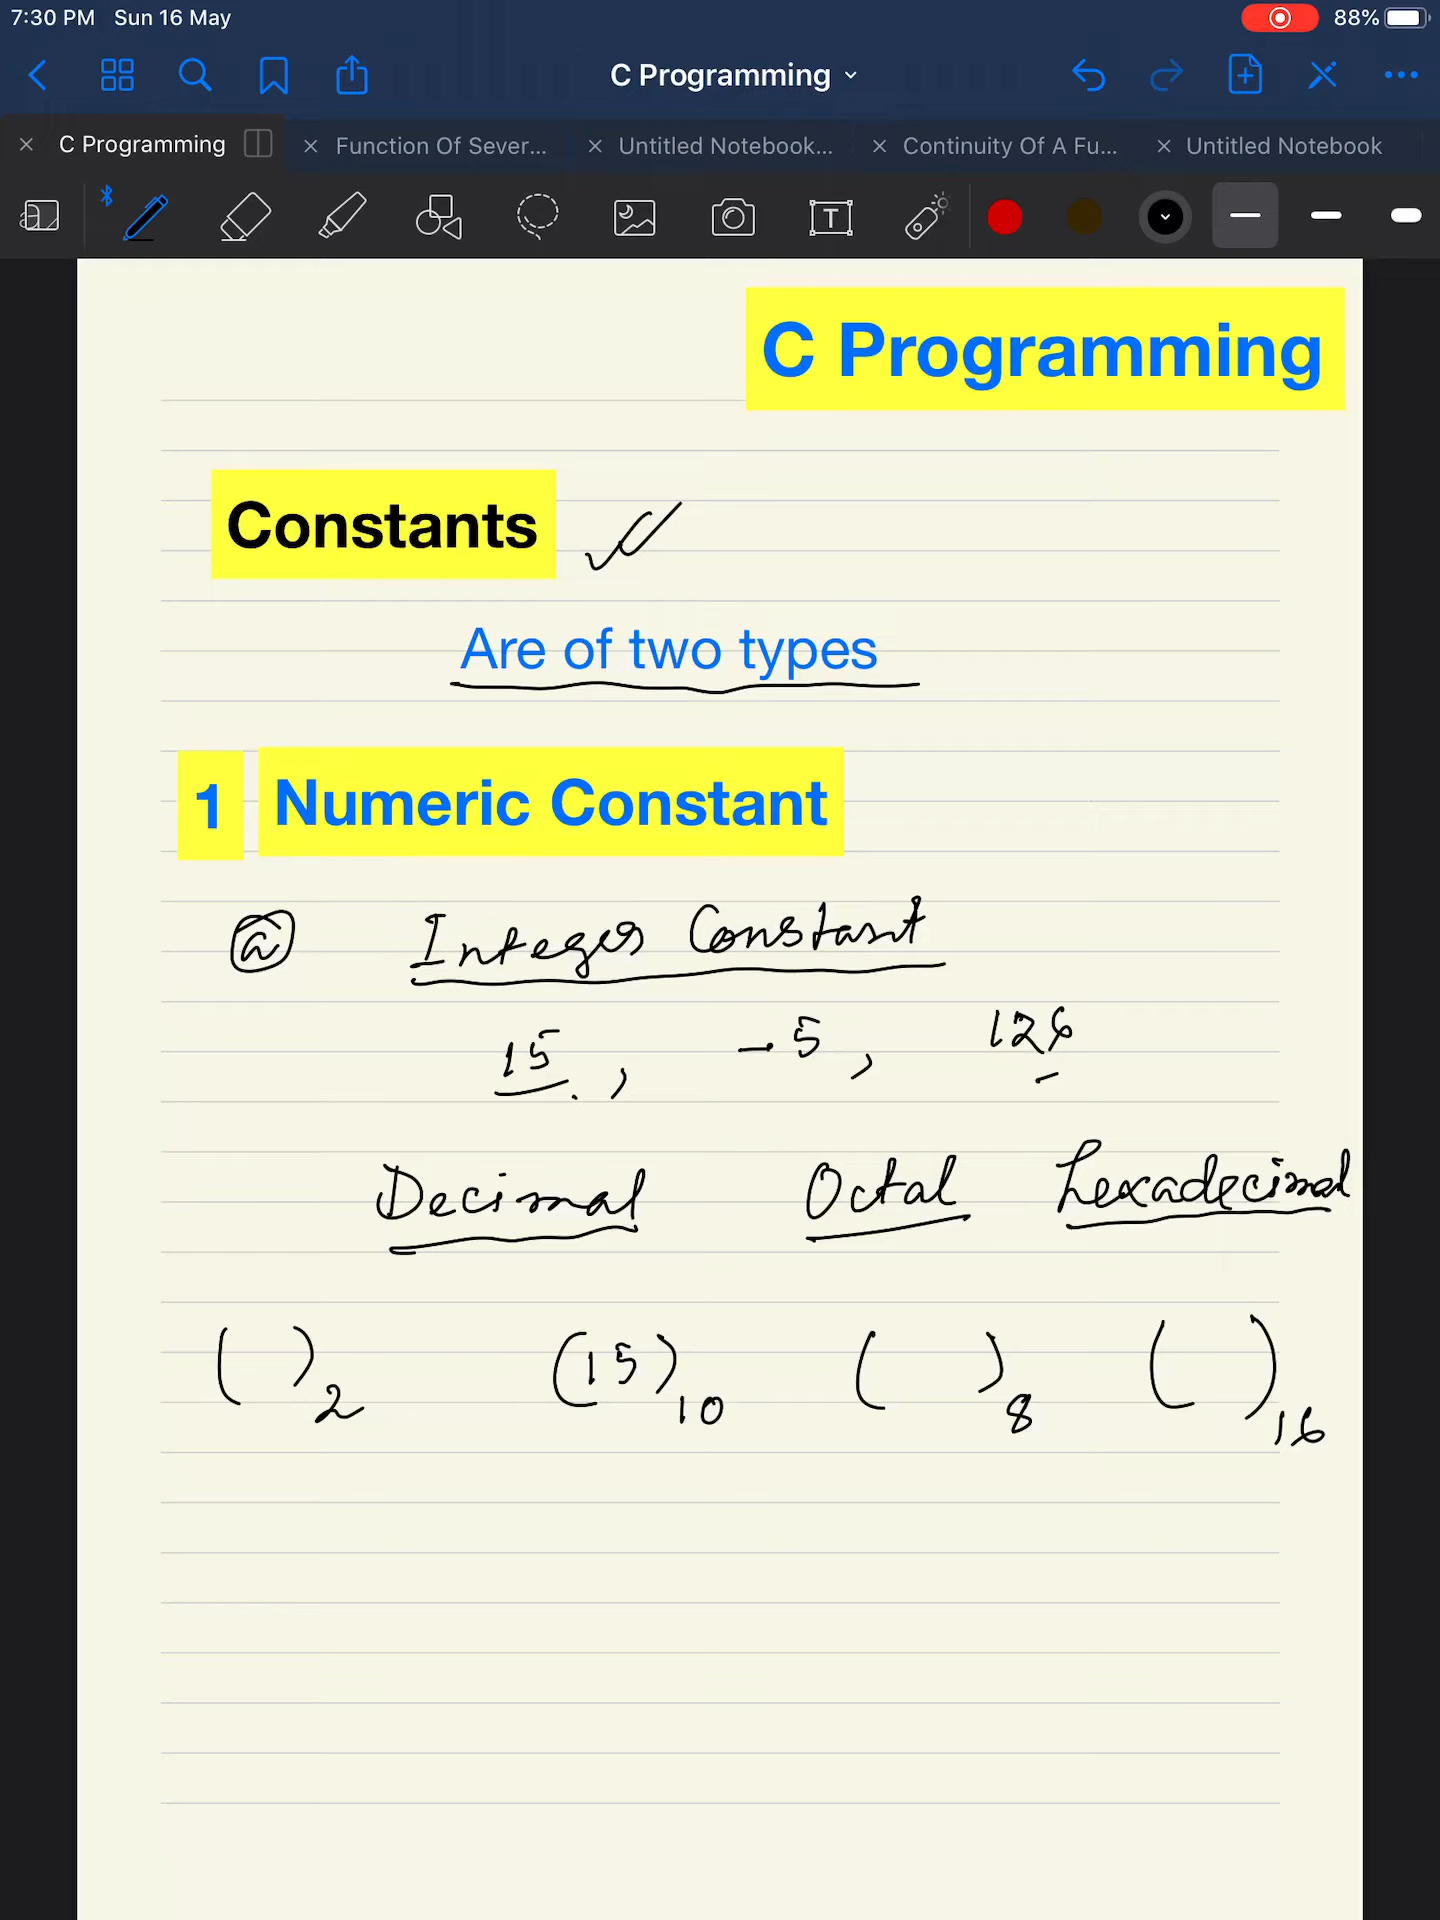 7:30 PM Sun 16 May 88%
C Programming
C Programming Function Of Sever... Untitled Notebook... Continuity Of A Fu... Untitled Notebook
C Programming
Constants
Are of two types
1 Numeric Constant
a Integer Constant
15, -5, 126
Decimal Octal hexadecimal
( )2 (15)10 ( )8 ( )16